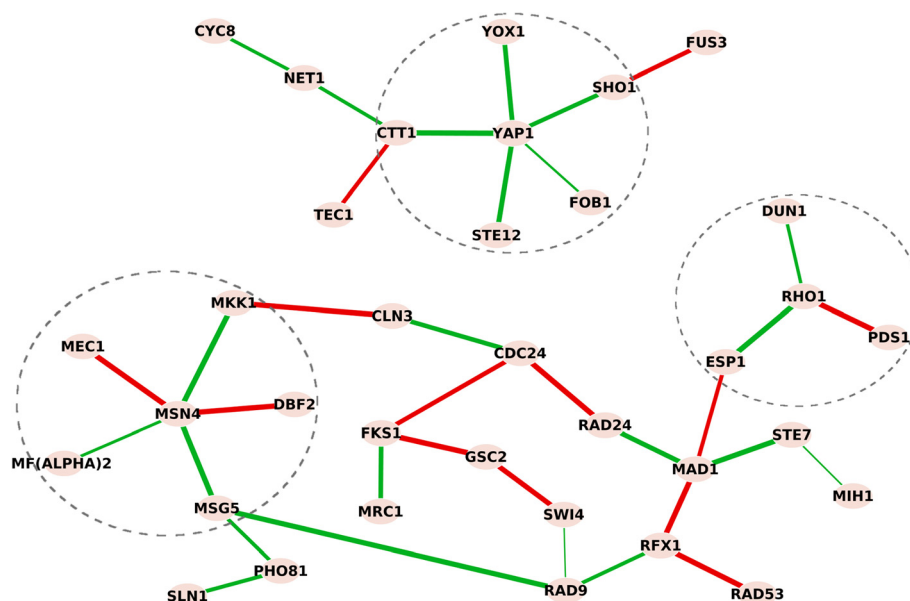 CYC8
YOX1
FUS3
NET1
SHO1
CTT1
YAP1
TEC1
FOB1
STE12
DUN1
MKK1
CLN3
RHO1
MEC1
CDC24
PDS1
ESP1
MSN4
DBF2
FKS1
RAD24
STE7
MF(ALPHA)2
GSC2
MAD1
MIH1
MSG5
MRC1
SWI4
RFX1
PHO81
SLN1
RAD9
RAD53